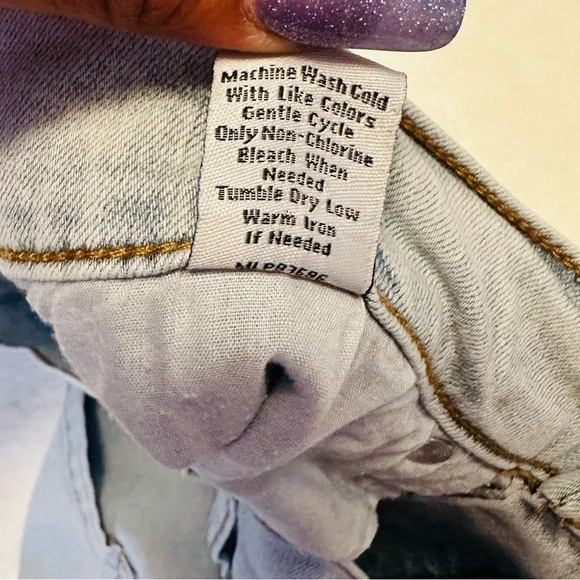 Machine Wash Cold
With Like Colors
Gentle Cycle
Only Non-Chlorine
Bleach When
Needed
Tumble Dry Low
Warm Iron
If Needed